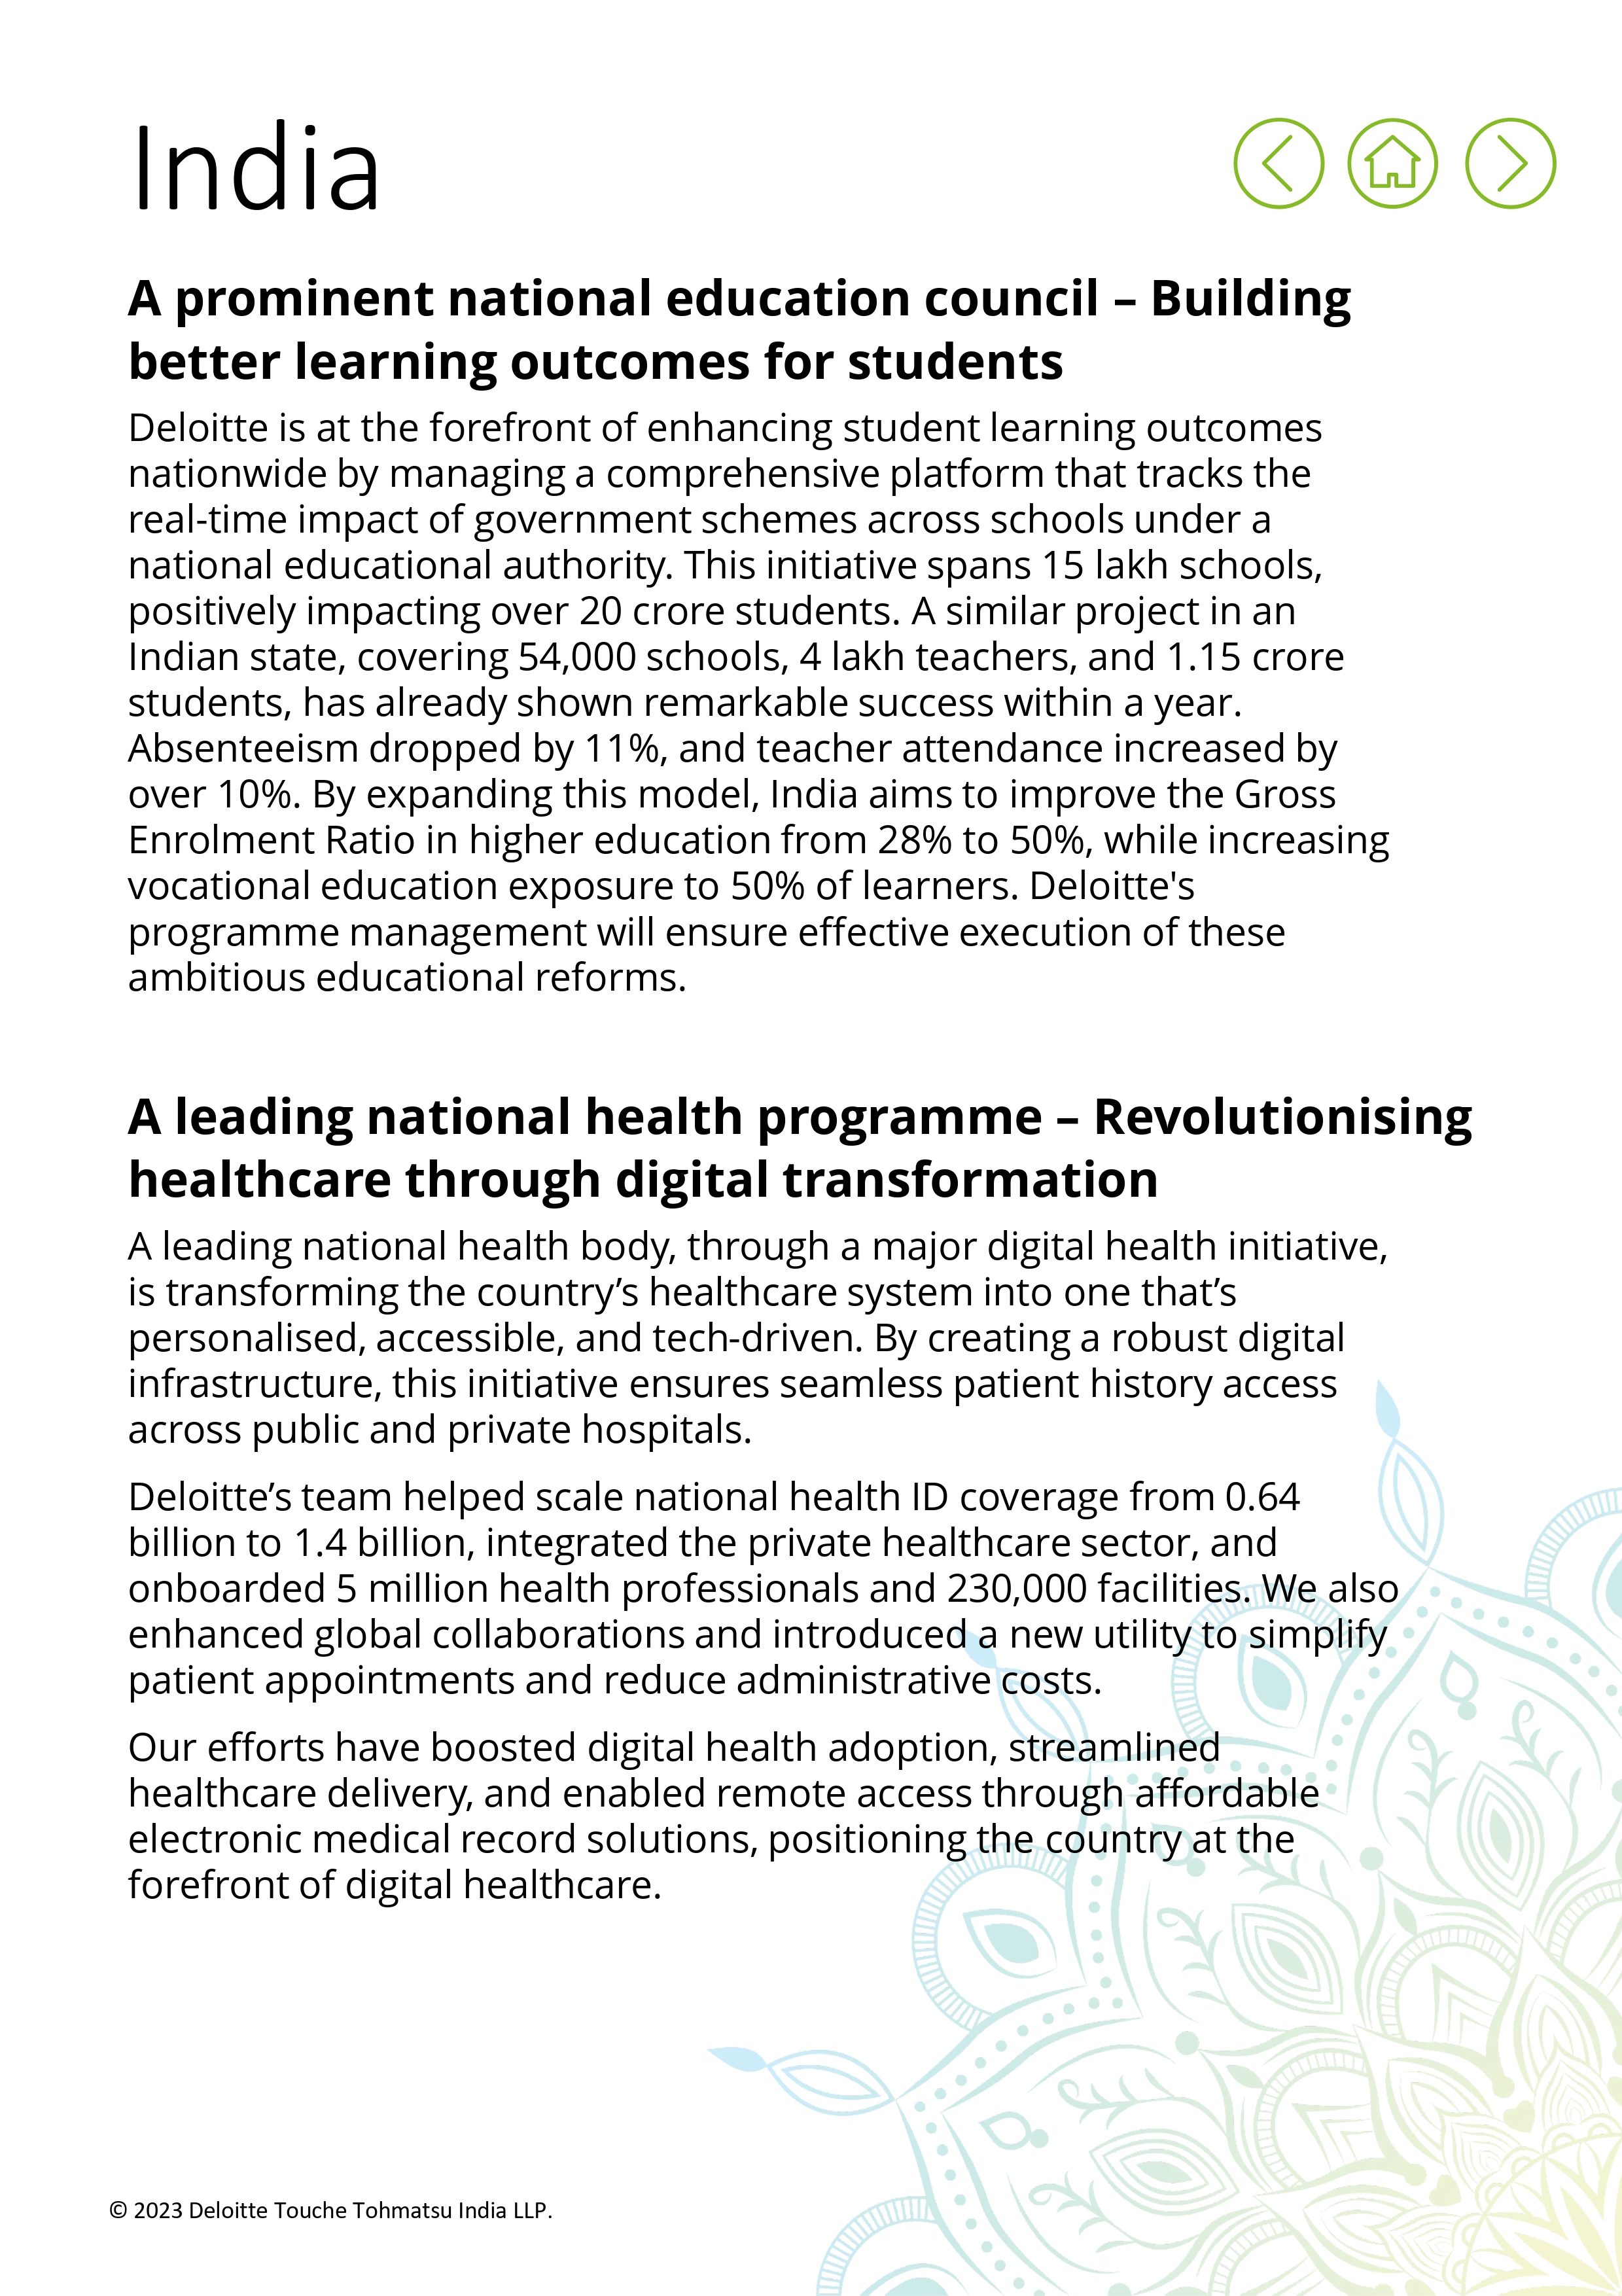 India
A prominent national education council – Building
better learning outcomes for students
Deloitte is at the forefront of enhancing student learning outcomes
nationwide by managing a comprehensive platform that tracks the
real-time impact of government schemes across schools under a
national educational authority. This initiative spans 15 lakh schools,
positively impacting over 20 crore students. A similar project in an
Indian state, covering 54,000 schools, 4 lakh teachers, and 1.15 crore
students, has already shown remarkable success within a year.
Absenteeism dropped by 11%, and teacher attendance increased by
over 10%. By expanding this model, India aims to improve the Gross
Enrolment Ratio in higher education from 28% to 50%, while increasing
vocational education exposure to 50% of learners. Deloitte's
programme management will ensure effective execution of these
ambitious educational reforms.
A leading national health programme – Revolutionising
healthcare through digital transformation
A leading national health body, through a major digital health initiative,
is transforming the country’s healthcare system into one that’s
personalised, accessible, and tech-driven. By creating a robust digital
infrastructure, this initiative ensures seamless patient history access
across public and private hospitals.
Deloitte’s team helped scale national health ID coverage from 0.64
billion to 1.4 billion, integrated the private healthcare sector, and
onboarded 5 million health professionals and 230,000 facilities. We also
enhanced global collaborations and introduced a new utility to simplify
patient appointments and reduce administrative costs.
Our efforts have boosted digital health adoption, streamlined
healthcare delivery, and enabled remote access through affordable
electronic medical record solutions, positioning the country at the
forefront of digital healthcare.
© 2023 Deloitte Touche Tohmatsu India LLP.